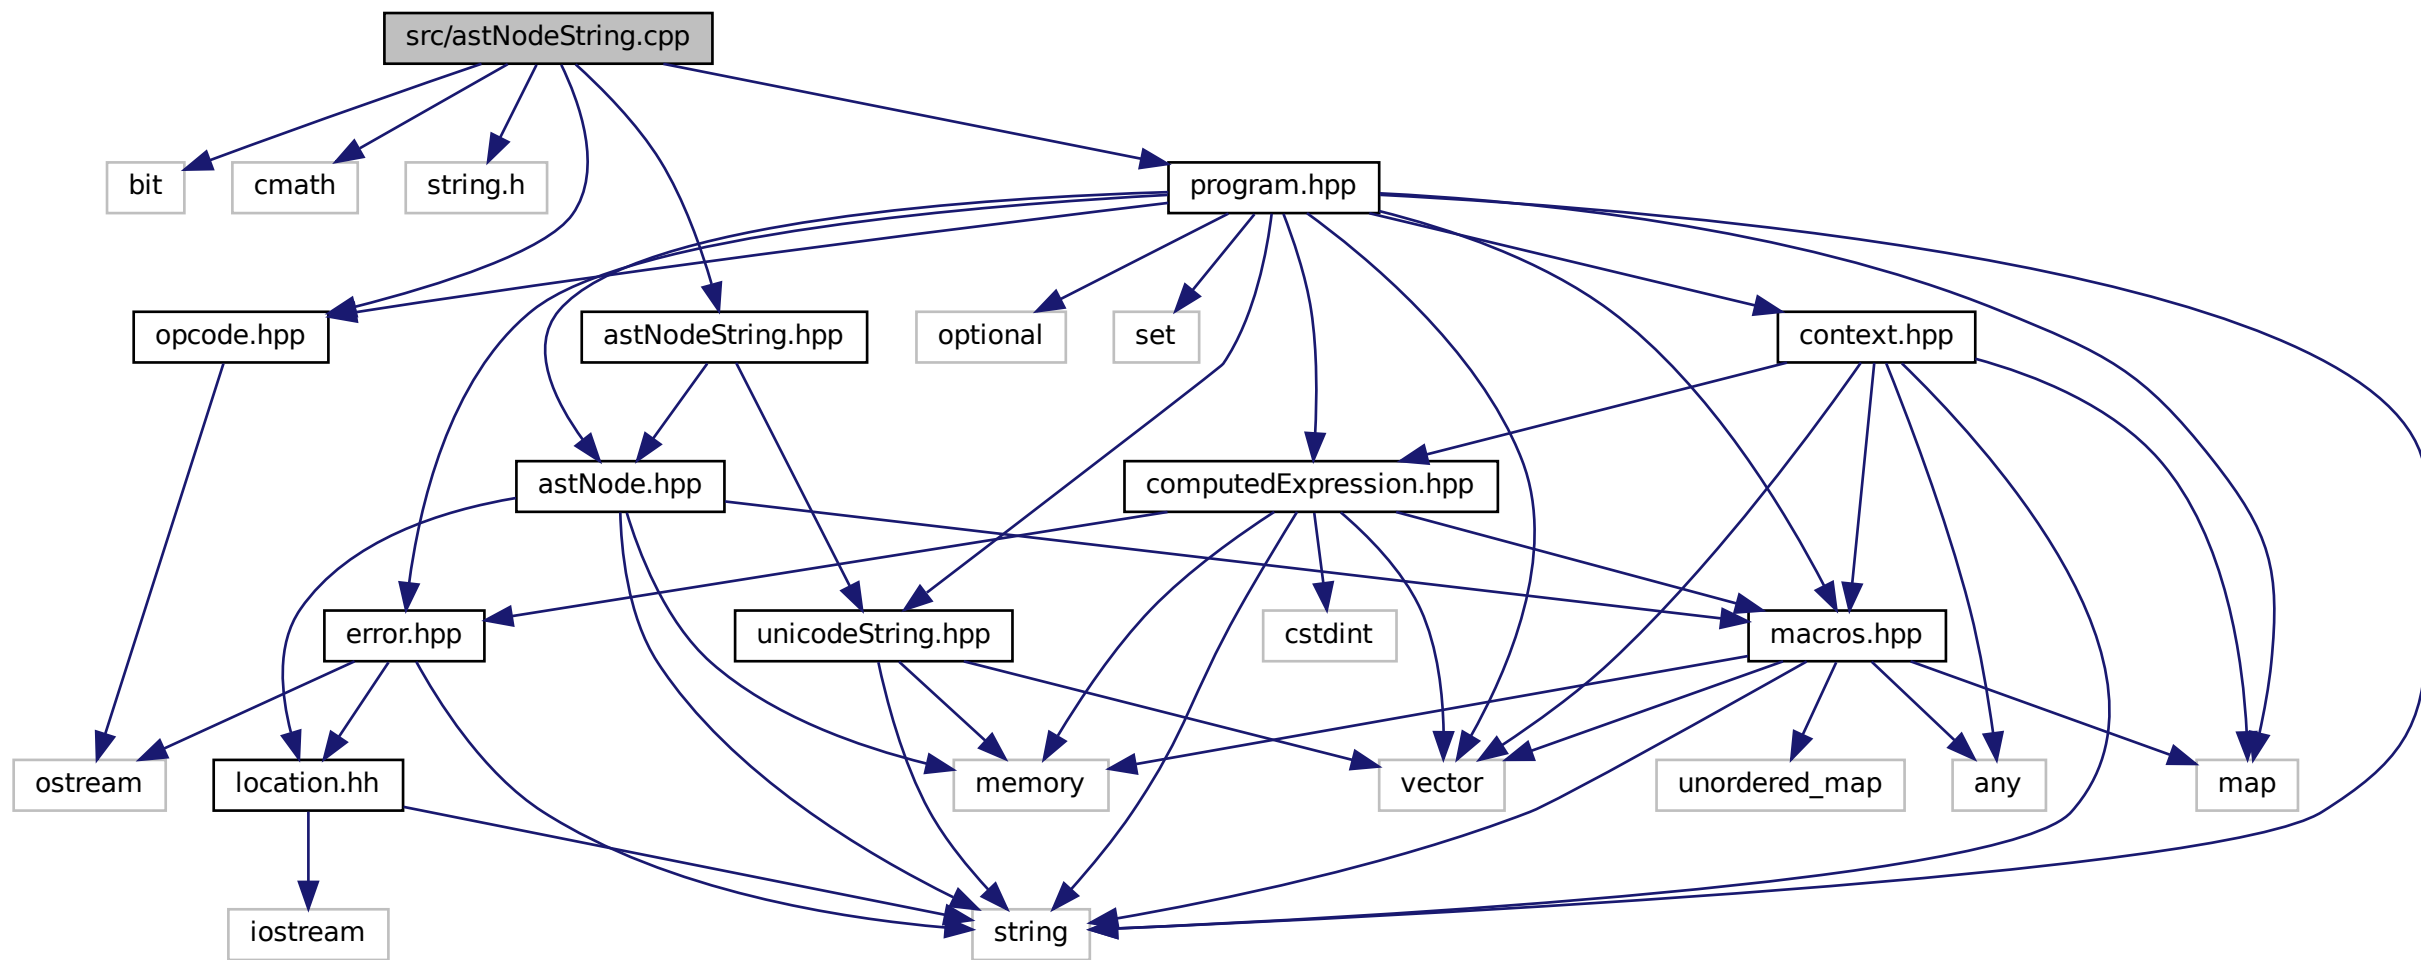 src/astNodeString.cpp
bit
cmath
string.h
program.hpp
opcode.hpp
astNodeString.hpp
optional
set
context.hpp
astNode.hpp
computedExpression.hpp
error.hpp
unicodeString.hpp
cstdint
macros.hpp
ostream
location.hh
memory
vector
unordered_map
any
map
iostream
string